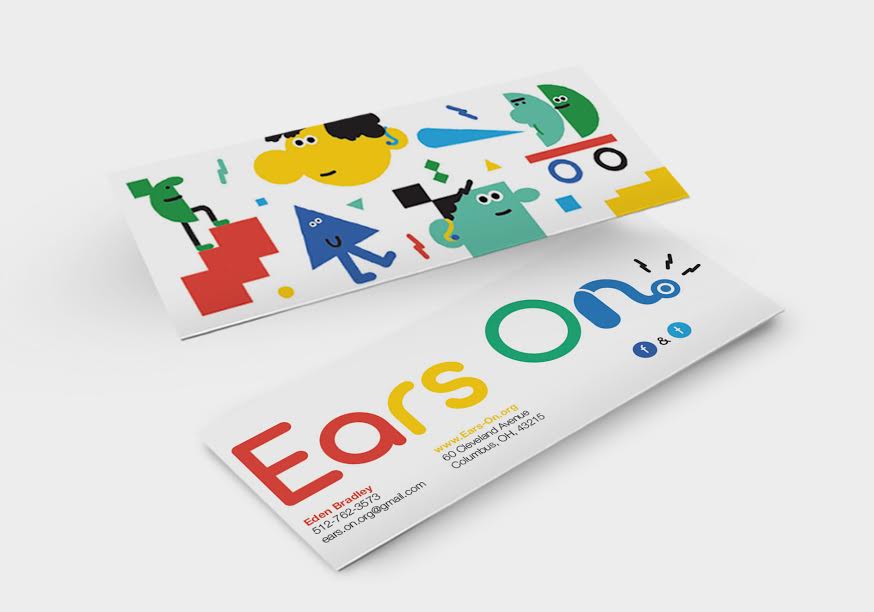 Ears On
Eden Bradley
512-762-3573
ears.on.org@gmail.com
www.Ears-On.org
60 Cleveland Avenue
Columbus, OH, 43215
f & f